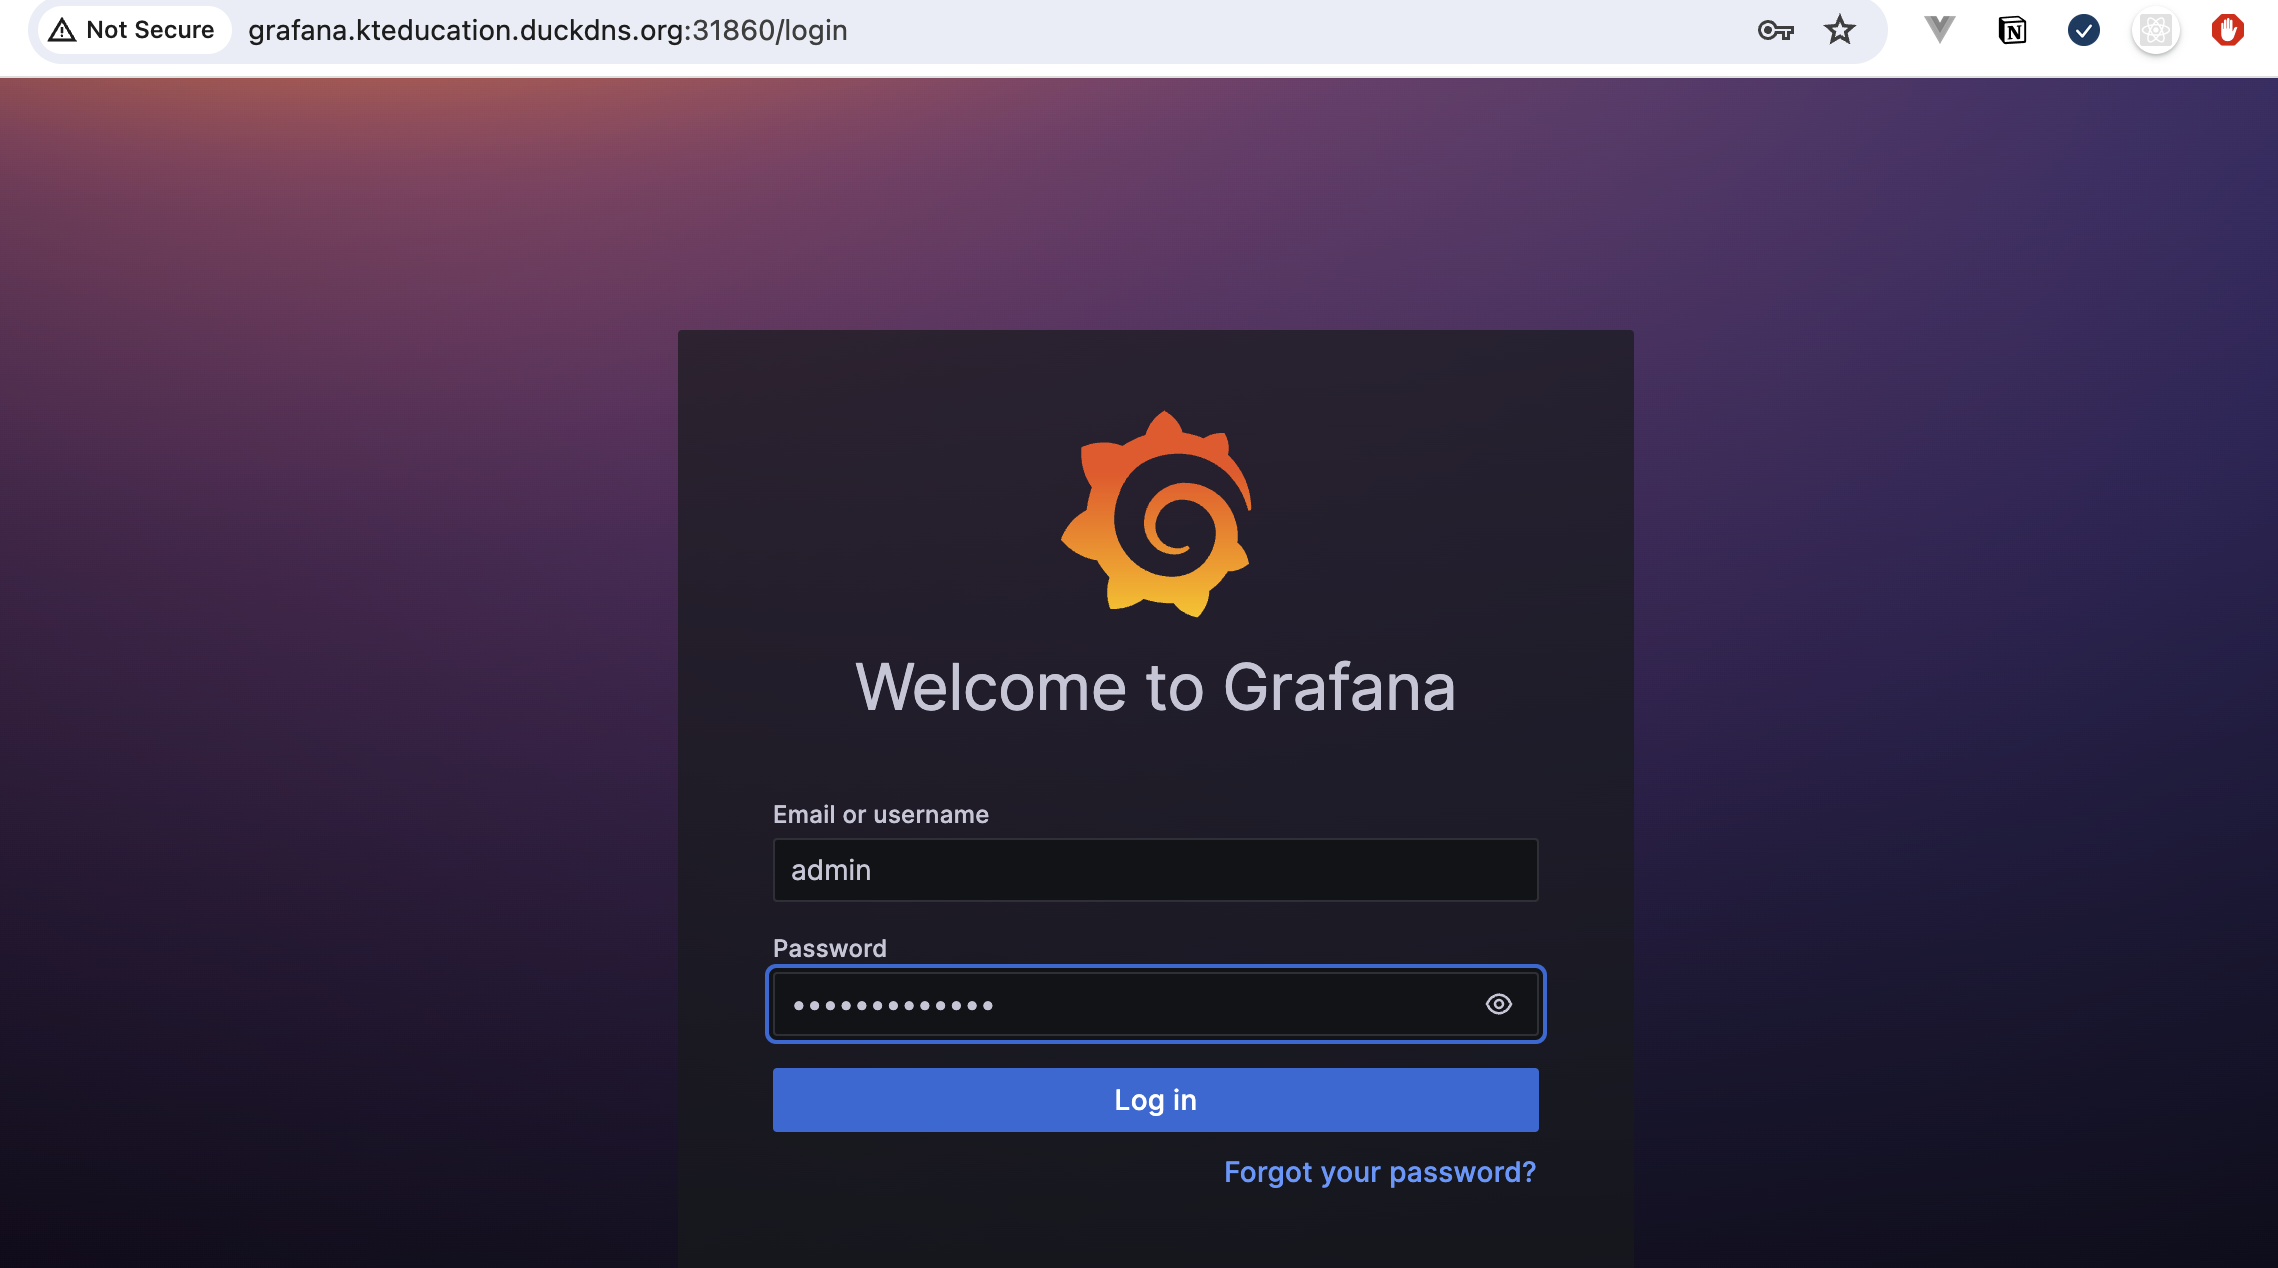 Not Secure grafana.kteducation.duckdns.org:31860/login
Welcome to Grafana
Email or username
admin
Password
•••••••••••••
Log in
Forgot your password?